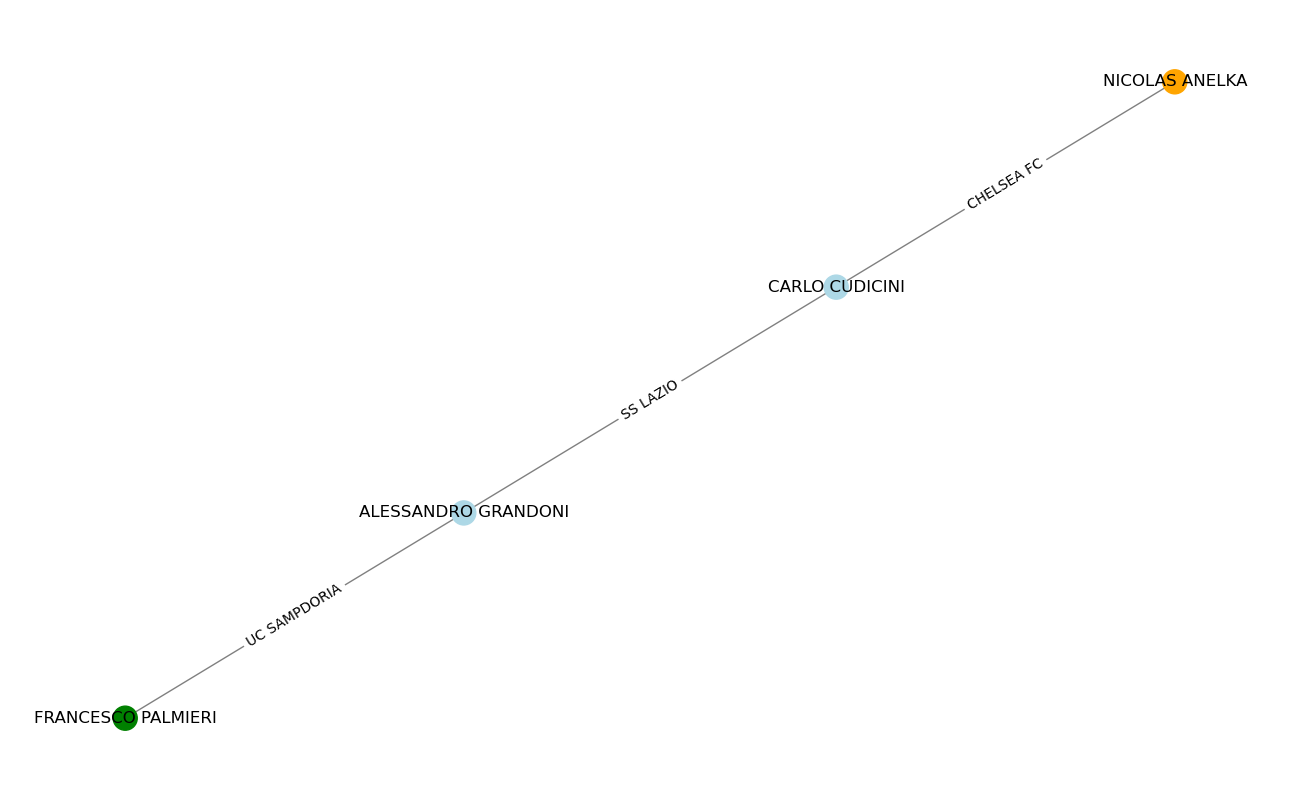 NICOLAS ANELKA
CHELSEA FC
CARLO CUDICINI
SS LAZIO
ALESSANDRO GRANDONI
UC SAMPDORIA
FRANCESCO PALMIERI